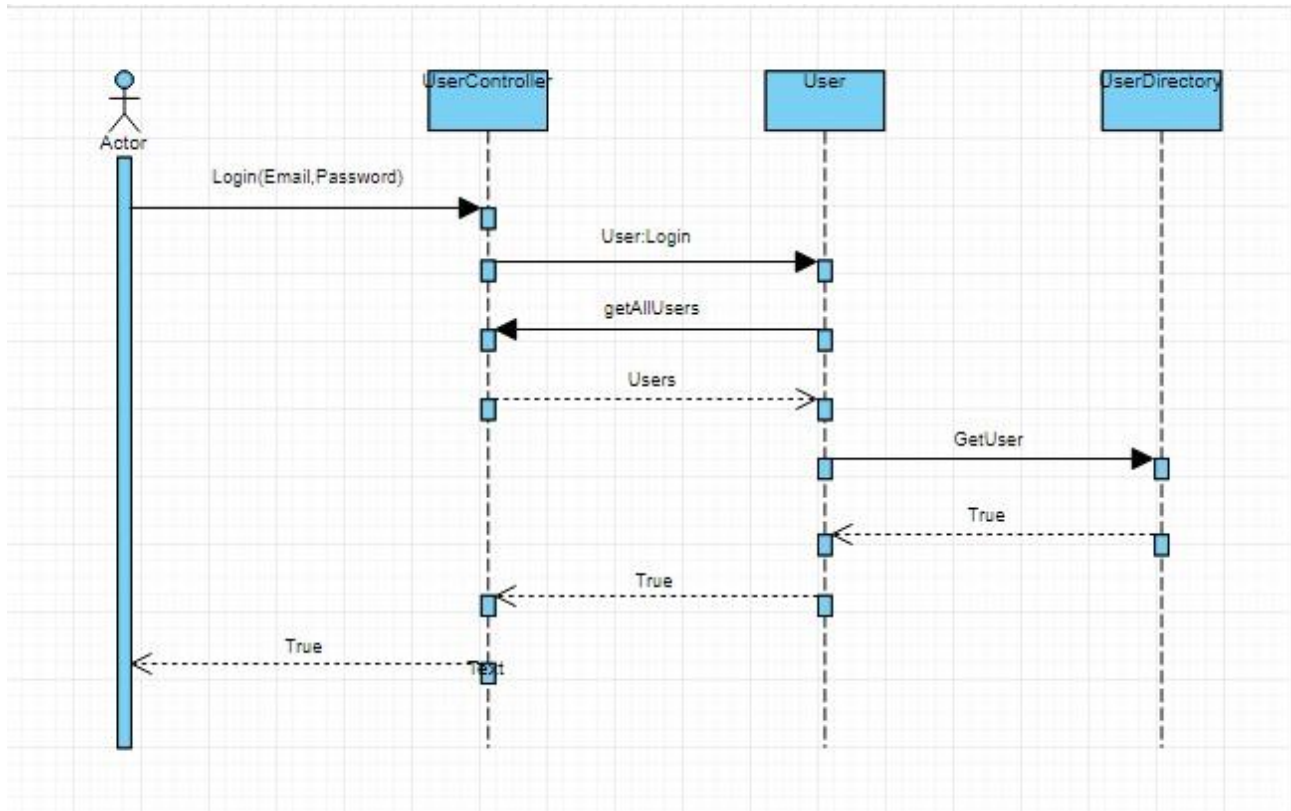 UserController
User
UserDirectory
Actor
Login(Email,Password)
User:Login
getAllUsers
Users
GetUser
True
True
True
Text